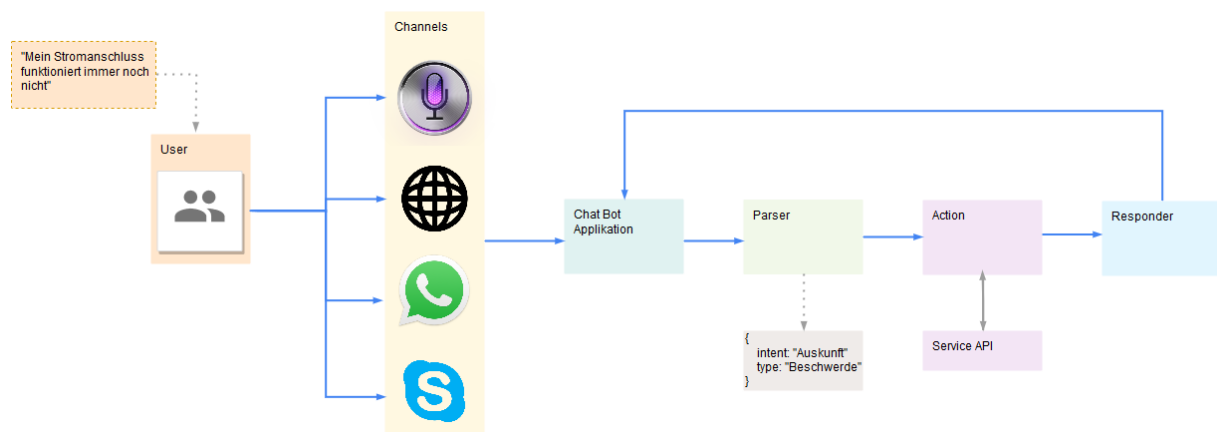 Channels
"Mein Stromanschluss
funktioniert immer noch
nicht"
User
Chat Bot
Applikation
Parser
Action
Responder
{
intent: "Auskunft"
type: "Beschwerde"
}
Service API